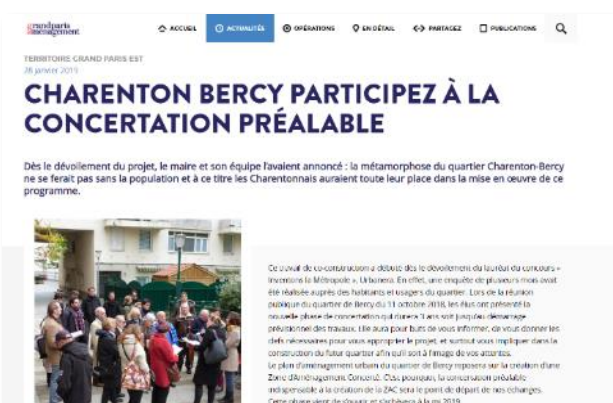 grandparis
aménagement
ACCUEIL ACTUALITÉS OPÉRATIONS EN DÉTAIL PARTAGEZ PUBLICATIONS
TERRITOIRE GRAND PARIS EST
28 janvier 2019
CHARENTON BERCY PARTICIPEZ À LA
CONCERTATION PRÉALABLE
Dès le dévoilement du projet, le maire et son équipe l'avaient annoncé : la métamorphose du quartier Charenton-Bercy
ne se ferait pas sans la population et à ce titre les Charentonnais auraient toute leur place dans la mise en œuvre de ce
programme.
Ce travail de co-construction a débuté dès le dévoilement du lauréat du concours «
Inventons la Métropole », Urbanera. En effet, une enquête de plusieurs mois avait
été réalisée auprès des habitants et usagers du quartier. Lors de la réunion
publique du quartier de Bercy du 11 octobre 2018, les élus ont présenté la
nouvelle phase de concertation qui durera 3 ans soit jusqu'au démarrage
prévisionnel des travaux. Elle aura pour buts de vous informer, de vous donner les
clefs nécessaires pour vous approprier le projet, et surtout vous impliquer dans la
construction du futur quartier afin qu'il soit à l'image de vos attentes.
Le plan d'aménagement urbain du quartier de Bercy reposera sur la création d'une
Zone d'Aménagement Concerté. C'est pourquoi, la concertation préalable
indispensable à la création de la ZAC sera le point de départ de nos échanges.
Cette phase vient de s'ouvrir et s'achèvera à la mi 2019.